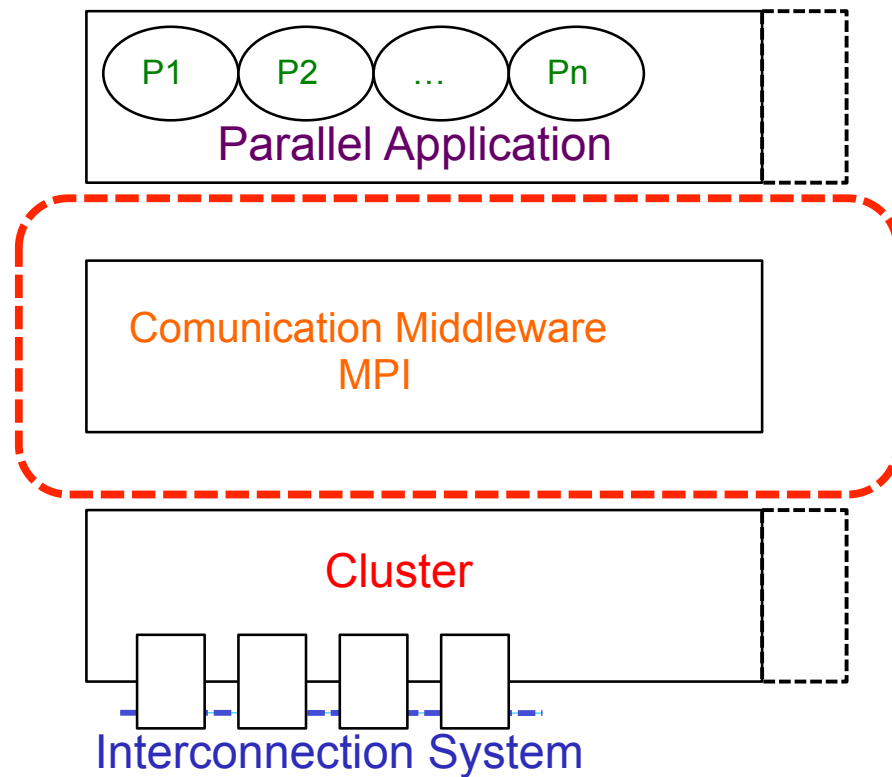 P1 P2 … Pn
Parallel Application
Comunication Middleware
MPI
Cluster
Interconnection System